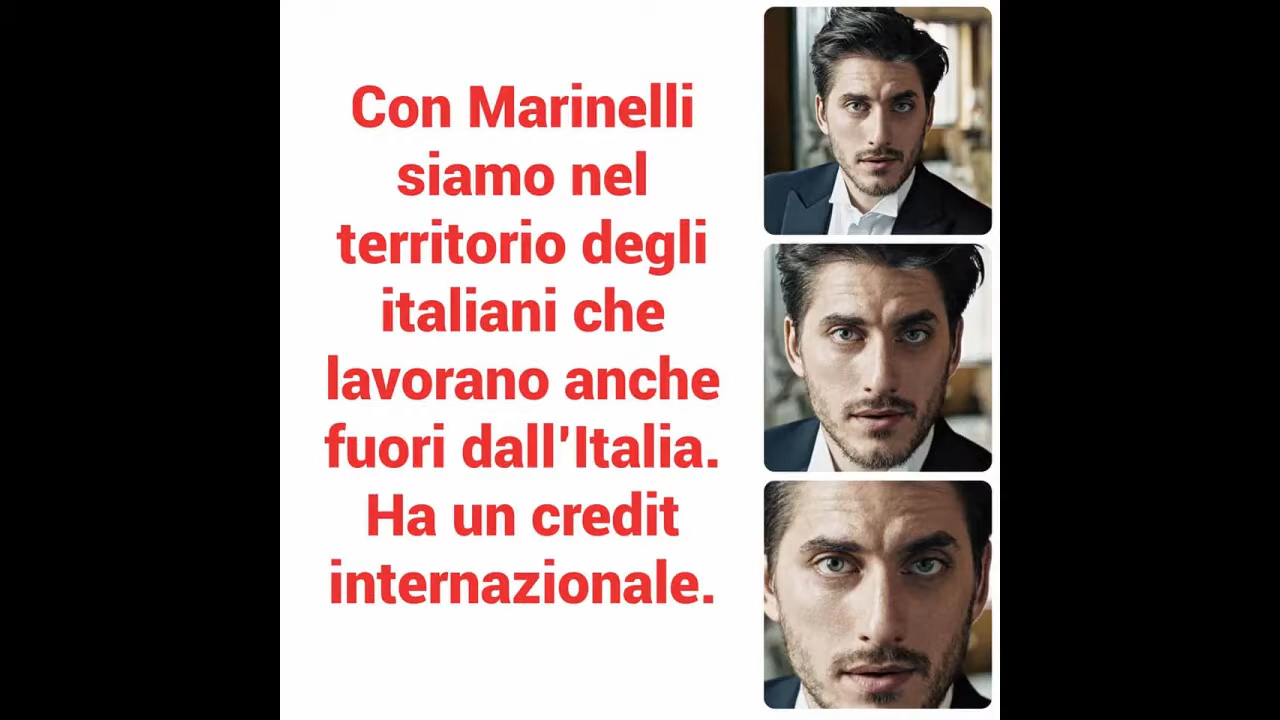 Con Marinelli
siamo nel
territorio degli
italiani che
lavorano anche
fuori dall'Italia.
Ha un credit
internazionale.